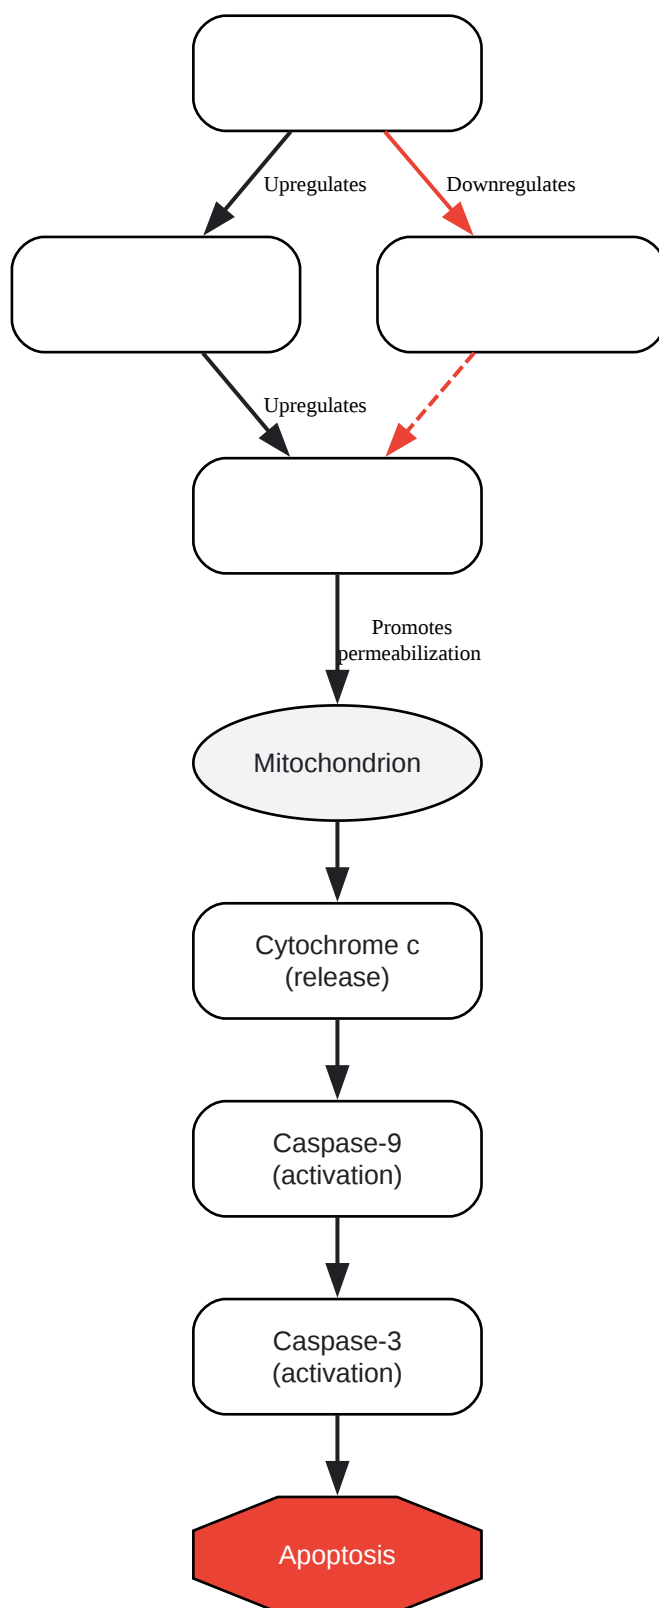 Upregulates
Downregulates
Upregulates
Promotes
permeabilization
Mitochondrion
Cytochrome c
(release)
Caspase-9
(activation)
Caspase-3
(activation)
Apoptosis